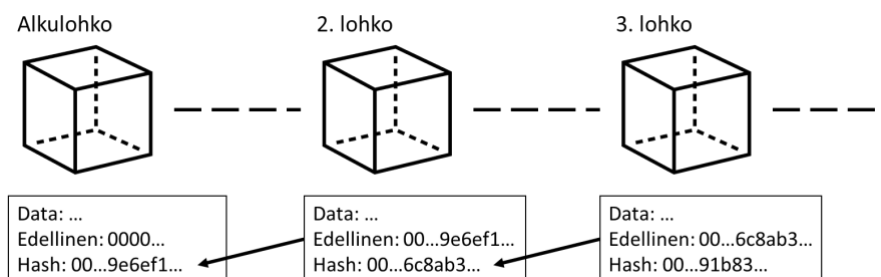 Alkulohko
2. lohko
3. lohko
Data: ...
Edellinen: 0000...
Hash: 00...9e6ef1...
Data: ...
Edellinen: 00...9e6ef1...
Hash: 00...6c8ab3...
Data: ...
Edellinen: 00...6c8ab3...
Hash: 00...91b83...